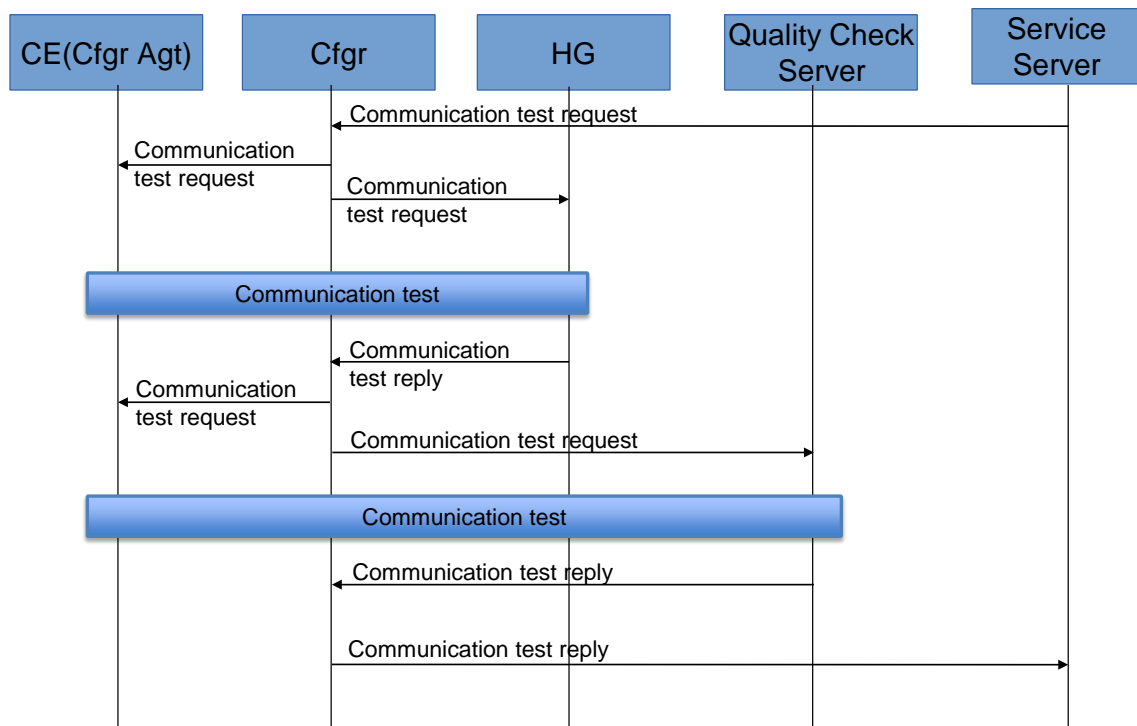 CE(Cfgr Agt)
Cfgr
HG
Quality Check
Server
Service
Server
Communication test request
Communication
test request
Communication
test request
Communication test
Communication
test reply
Communication
test request
Communication test request
Communication test
Communication test reply
Communication test reply